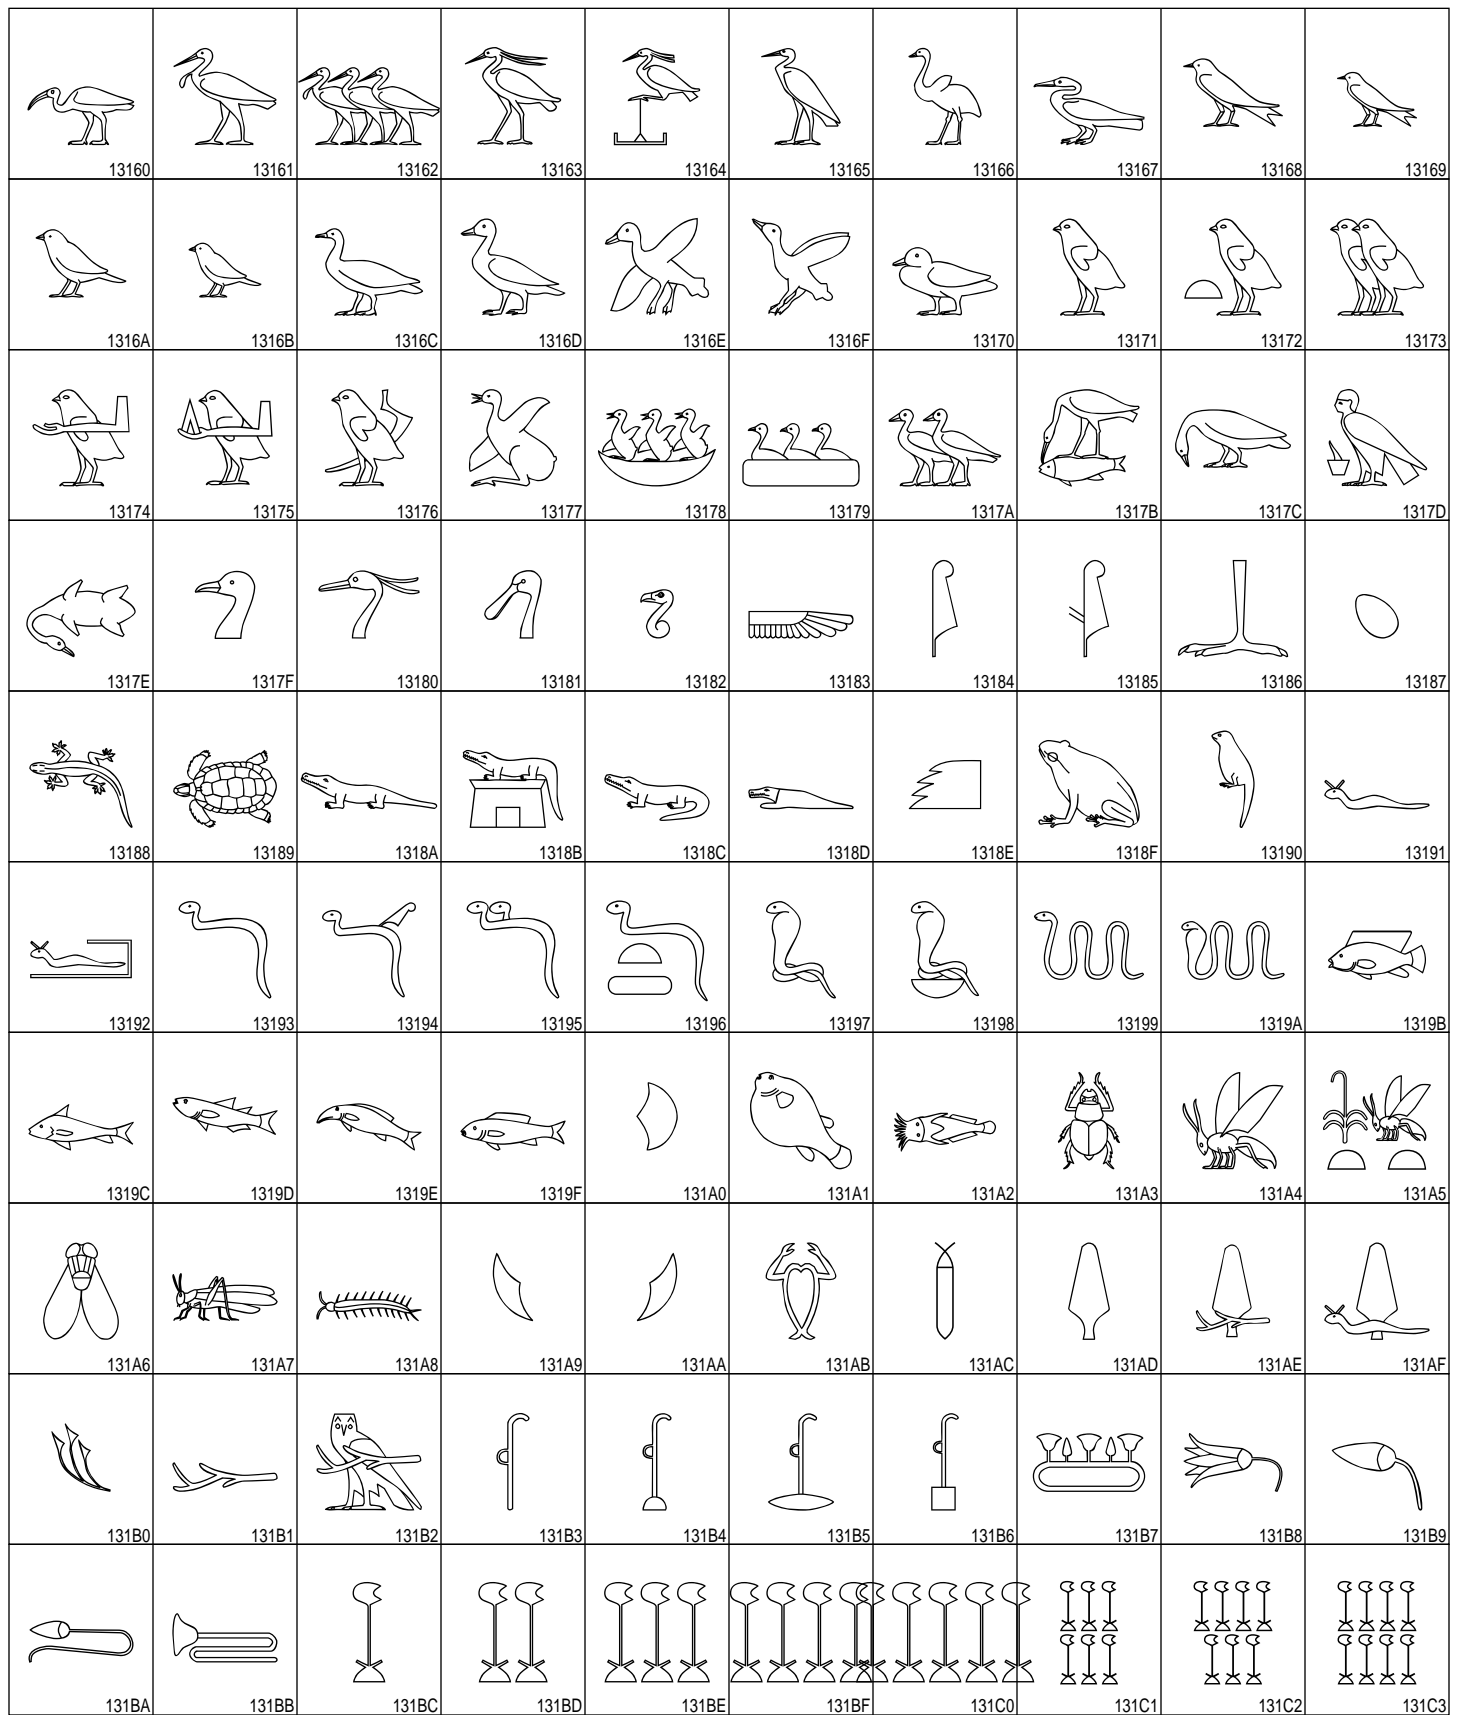 𓅠 𓅡 𓅢 𓅣 𓅤 𓅥 𓅦 𓅧 𓅨 𓅩
13160 13161 13162 13163 13164 13165 13166 13167 13168 13169
𓅪 𓅫 𓅬 𓅭 𓅮 𓅯 𓅰 𓅱 𓅲 𓅳
1316A 1316B 1316C 1316D 1316E 1316F 13170 13171 13172 13173
𓅴 𓅵 𓅶 𓅷 𓅸 𓅹 𓅺 𓅻 𓅼 𓅽
13174 13175 13176 13177 13178 13179 1317A 1317B 1317C 1317D
𓅾 𓅿 𓆀 𓆁 𓆂 𓆃 𓆄 𓆅 𓆆 𓆇
1317E 1317F 13180 13181 13182 13183 13184 13185 13186 13187
𓆈 𓆉 𓆊 𓆋 𓆌 𓆍 𓆎 𓆏 𓆐 𓆑
13188 13189 1318A 1318B 1318C 1318D 1318E 1318F 13190 13191
𓆒 𓆓 𓆔 𓆕 𓆖 𓆗 𓆘 𓆙 𓆚 𓆛
13192 13193 13194 13195 13196 13197 13198 13199 1319A 1319B
𓆜 𓆝 𓆞 𓆟 𓆠 𓆡 𓆢 𓆣 𓆤 𓆥
1319C 1319D 1319E 1319F 131A0 131A1 131A2 131A3 131A4 131A5
𓆦 𓆧 𓆨 𓆩 𓆪 𓆫 𓆬 𓆭 𓆮 𓆯
131A6 131A7 131A8 131A9 131AA 131AB 131AC 131AD 131AE 131AF
𓆰 𓆱 𓆲 𓆳 𓆴 𓆵 𓆶 𓆷 𓆸 𓆹
131B0 131B1 131B2 131B3 131B4 131B5 131B6 131B7 131B8 131B9
𓆺 𓆻 𓆼 𓆽 𓆾 𓆿 𓇀 𓇁 𓇂 𓇃
131BA 131BB 131BC 131BD 131BE 131BF 131C0 131C1 131C2 131C3